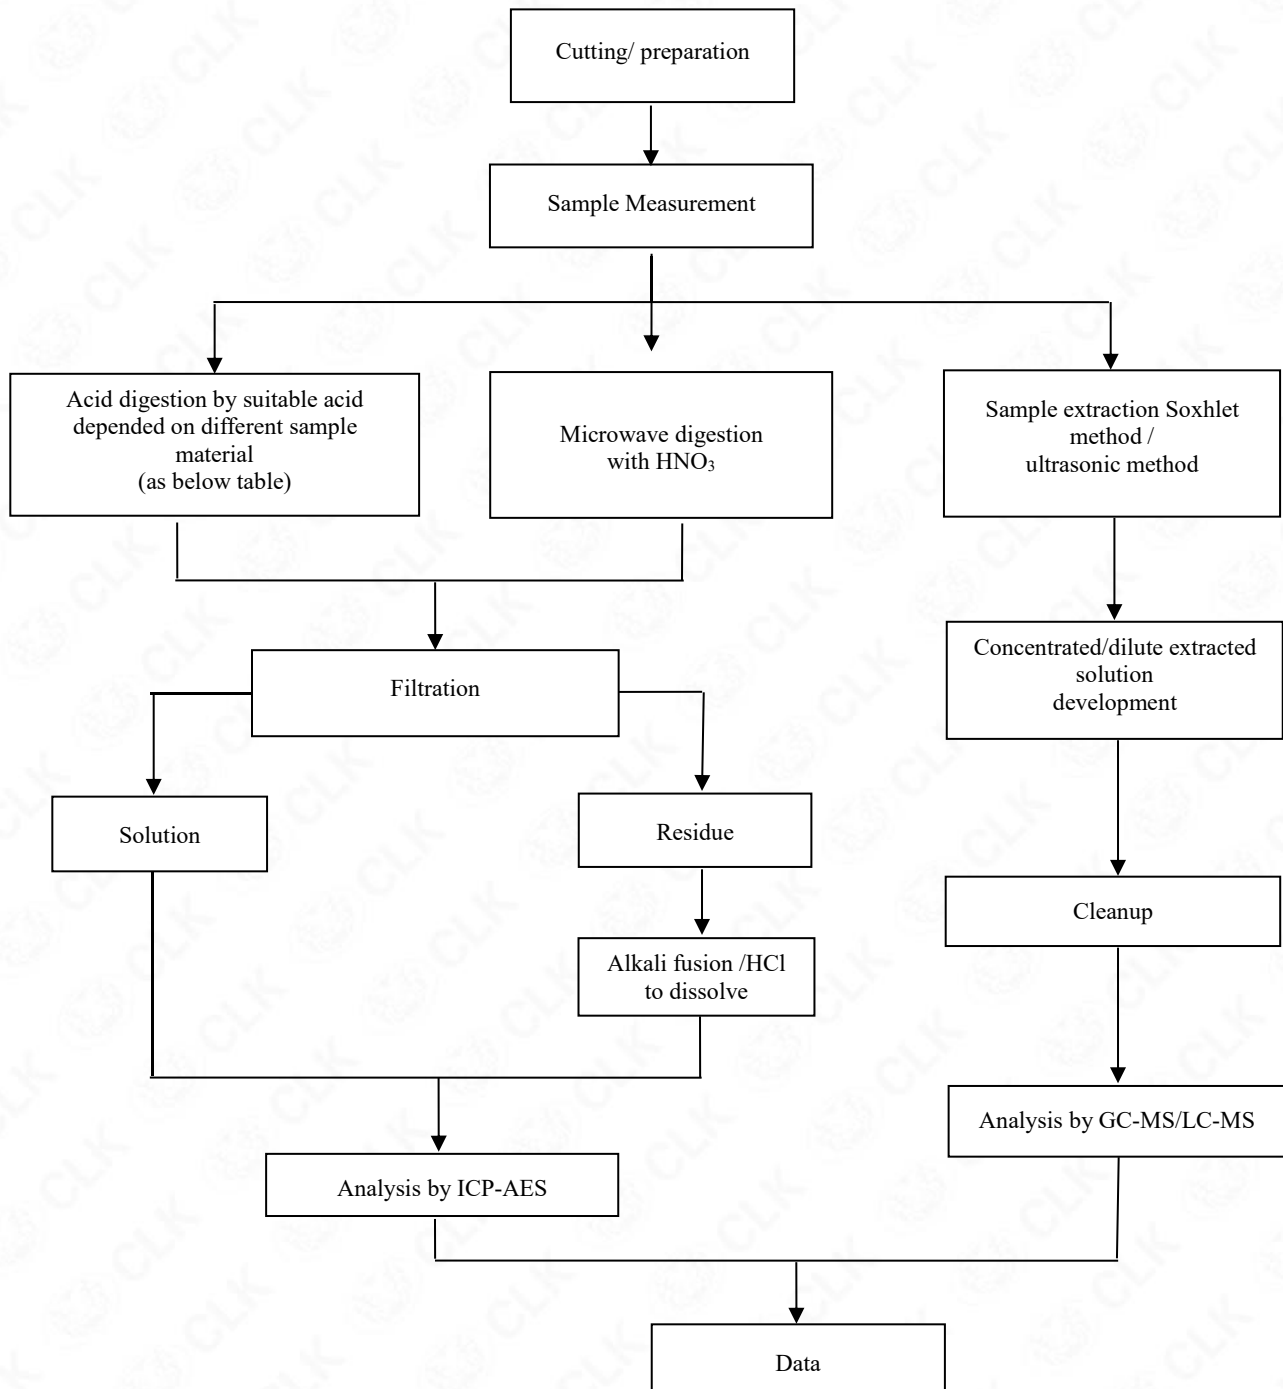 Cutting/ preparation
Sample Measurement
Acid digestion by suitable acid
depended on different sample
material
(as below table)
Microwave digestion
with HNO₃
Sample extraction Soxhlet
method /
ultrasonic method
Filtration
Concentrated/dilute extracted
solution
development
Solution
Residue
Cleanup
Alkali fusion /HCl
to dissolve
Analysis by GC-MS/LC-MS
Analysis by ICP-AES
Data
CLK